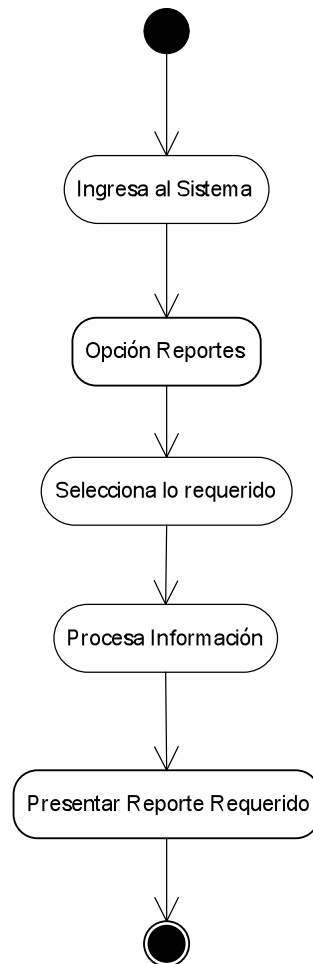 Ingresa al Sistema
Opción Reportes
Selecciona lo requerido
Procesa Información
Presentar Reporte Requerido